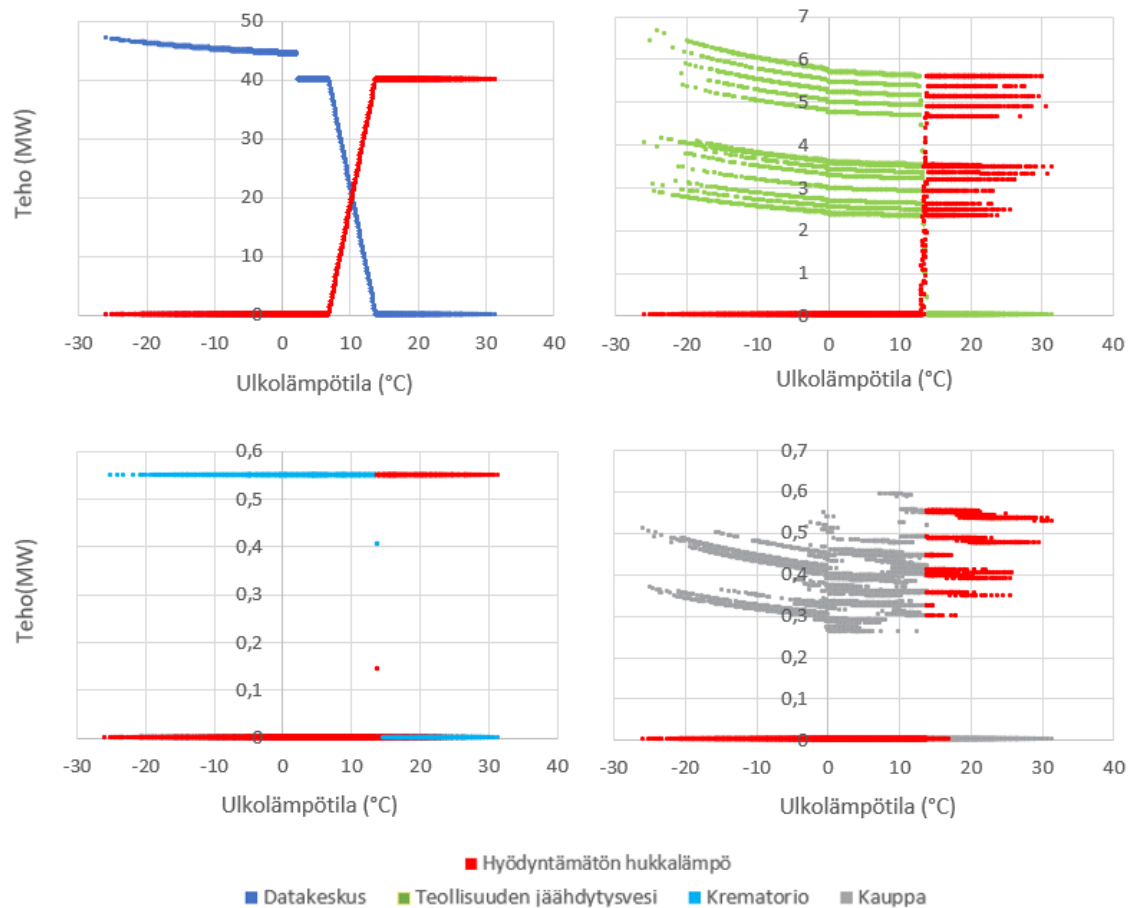 50
40
30
20
10
0
-30 -20 -10 0 10 20 30 40
Teho (MW)
Ulkolämpötila (°C)
7
6
5
4
3
2
1
0
-30 -20 -10 0 10 20 30 40
Ulkolämpötila (°C)
0,6
0,5
0,4
0,3
0,2
0,1
0
-30 -20 -10 0 10 20 30 40
Teho(MW)
Ulkolämpötila (°C)
0,7
0,6
0,5
0,4
0,3
0,2
0,1
0
-30 -20 -10 0 10 20 30 40
Ulkolämpötila (°C)
Hyödyntämätön hukkalämpö
Datakeskus Teollisuuden jäähdytysvesi Krematorio Kauppa